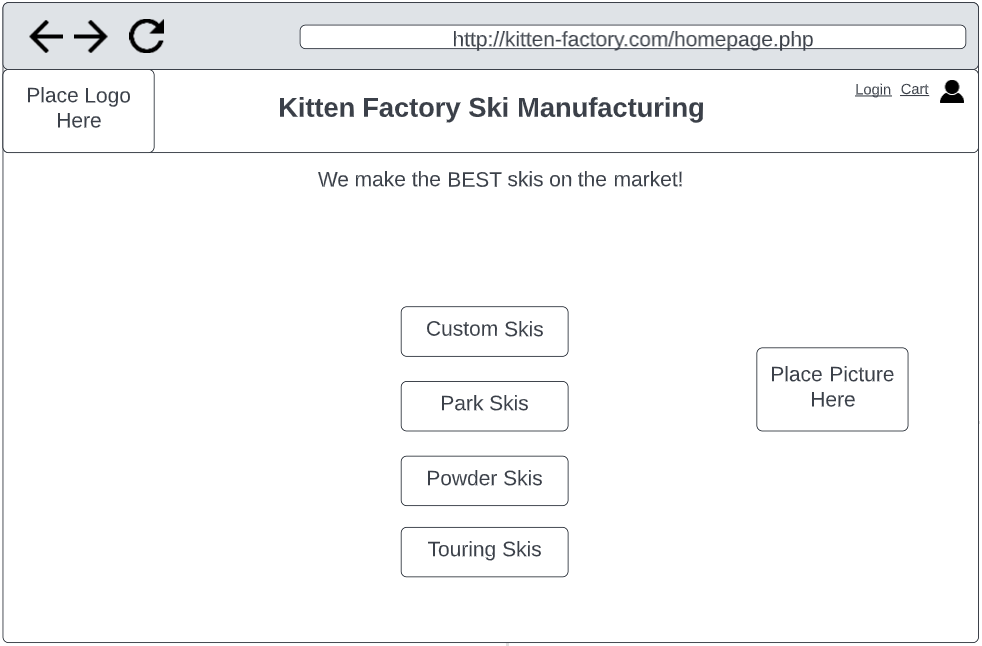 http://kitten-factory.com/homepage.php
Place Logo
Here
Kitten Factory Ski Manufacturing
Login Cart
We make the BEST skis on the market!
Custom Skis
Park Skis
Place Picture
Here
Powder Skis
Touring Skis